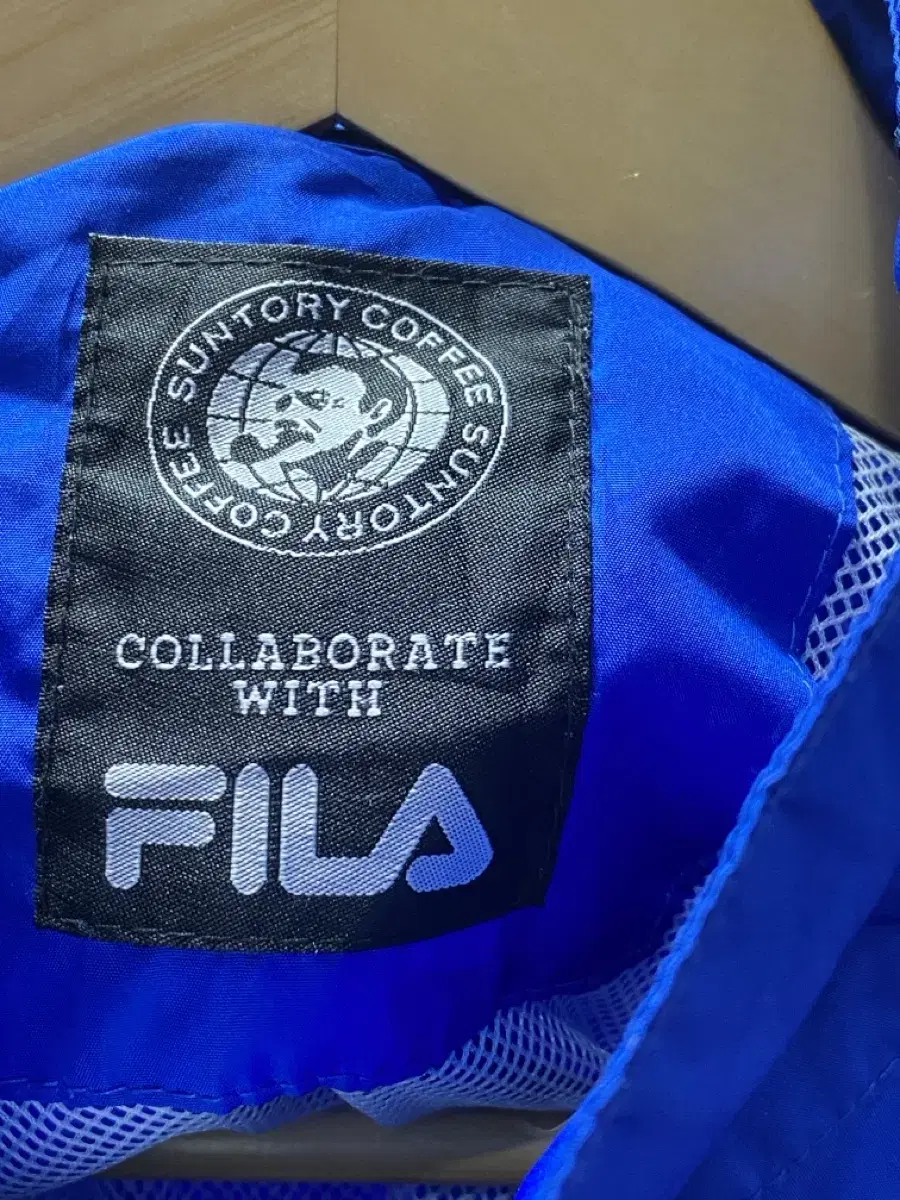 SUNTORY COFFEE SUNTORY COFFEE
COLLABORATE
WITH
FILA